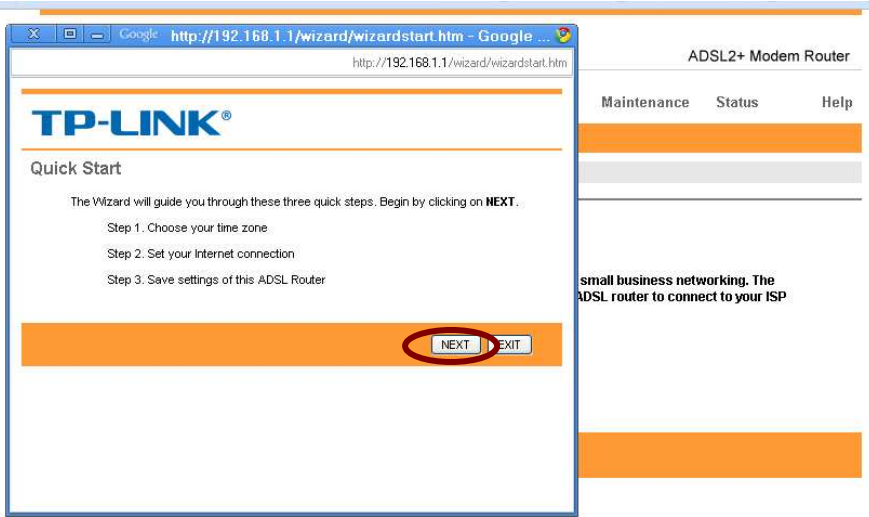 X Google http://192.168.1.1/wizard/wizardstart.htm - Google ...
http://192.168.1.1/wizard/wizardstart.htm
TP-LINK®
Quick Start
The Wizard will guide you through these three quick steps. Begin by clicking on NEXT.
Step 1. Choose your time zone
Step 2. Set your Internet connection
Step 3. Save settings of this ADSL Router
NEXT EXIT
ADSL2+ Modem Router
Maintenance Status Help
small business networking. The
ADSL router to connect to your ISP